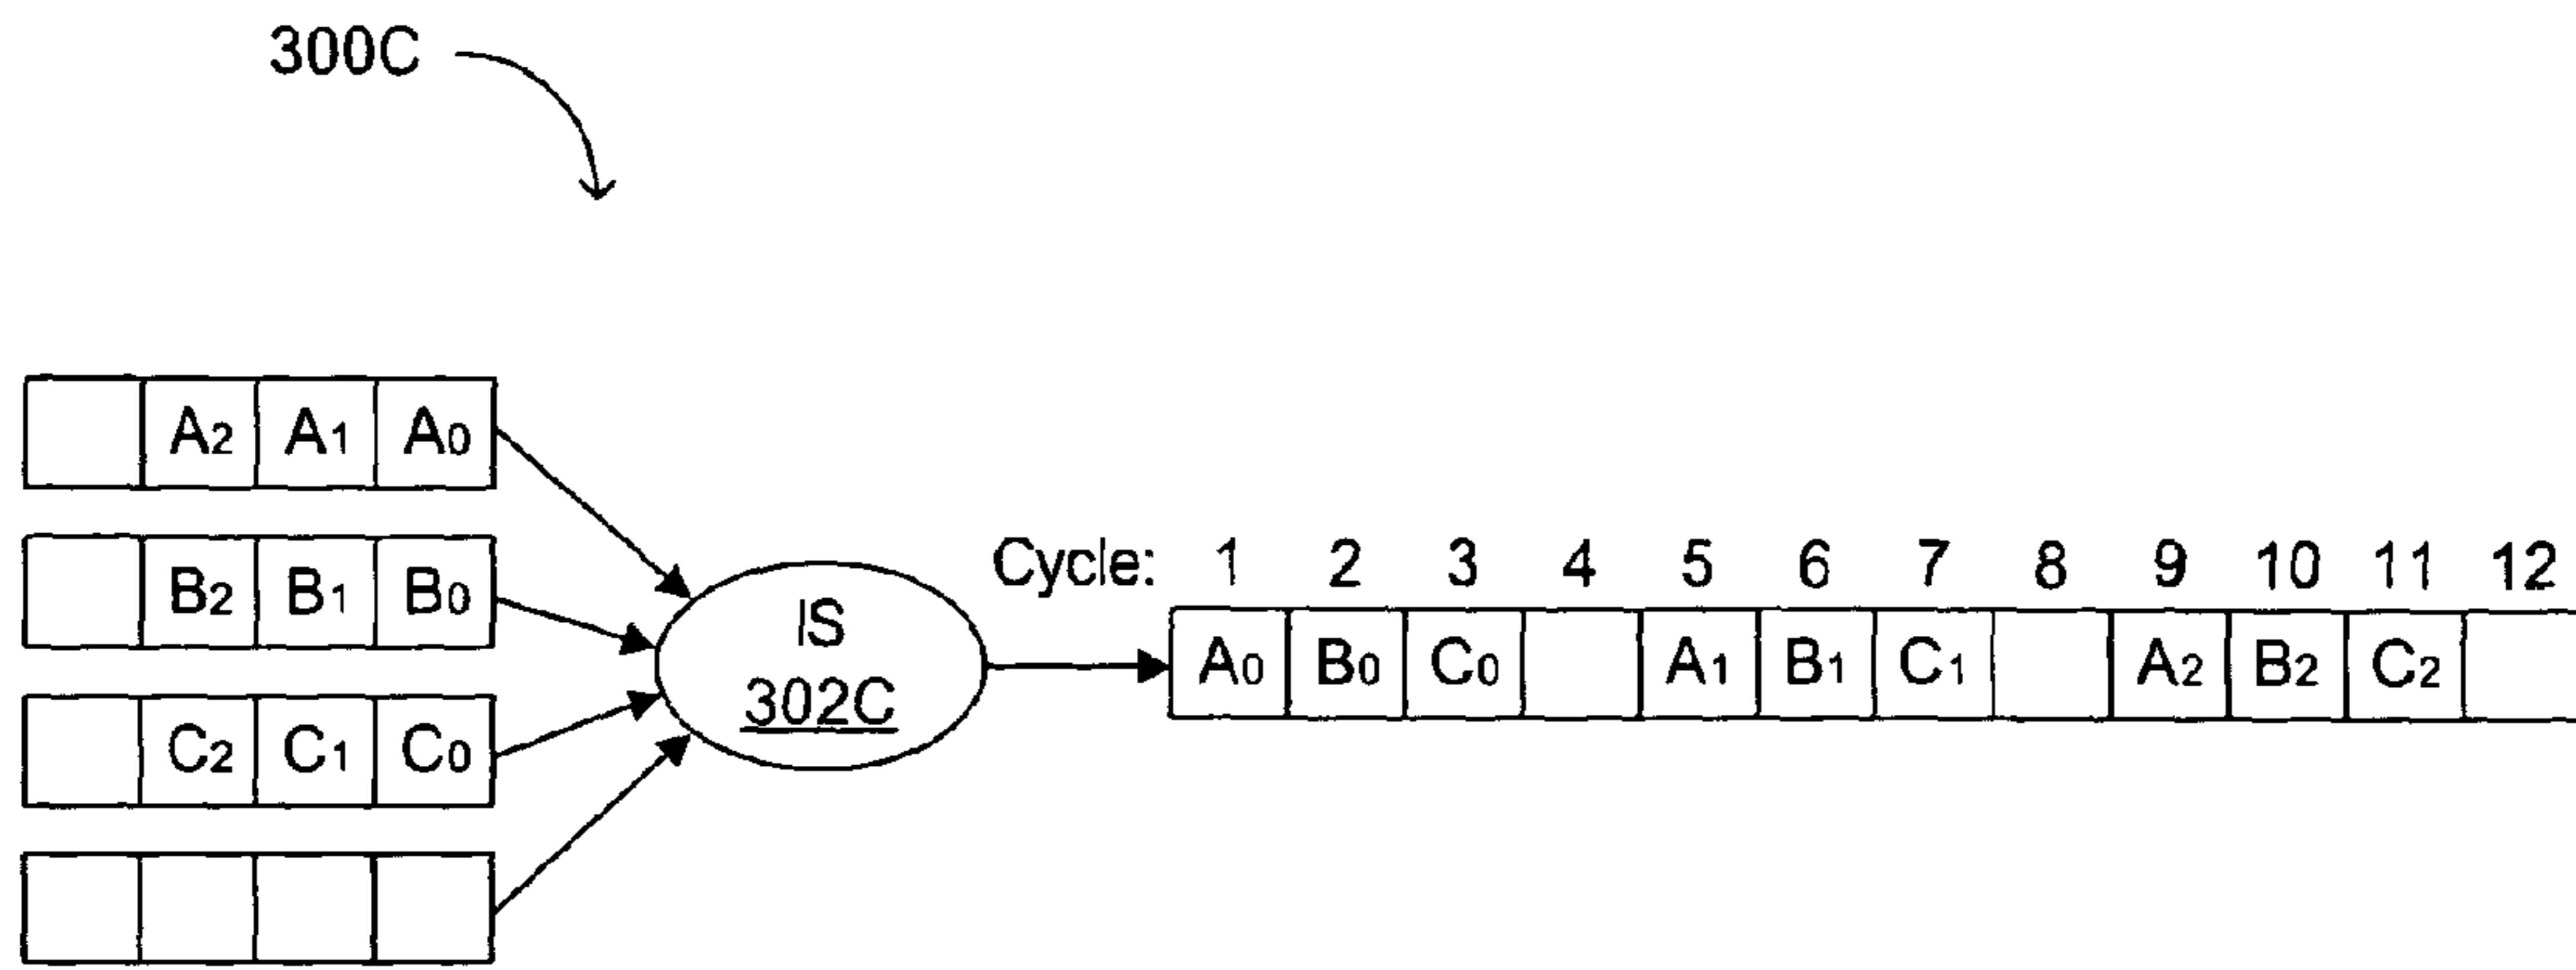 300C
A2 A1 A0
B2 B1 B0
C2 C1 C0
IS
302C
Cycle: 1 2 3 4 5 6 7 8 9 10 11 12
A0 B0 C0 A1 B1 C1 A2 B2 C2